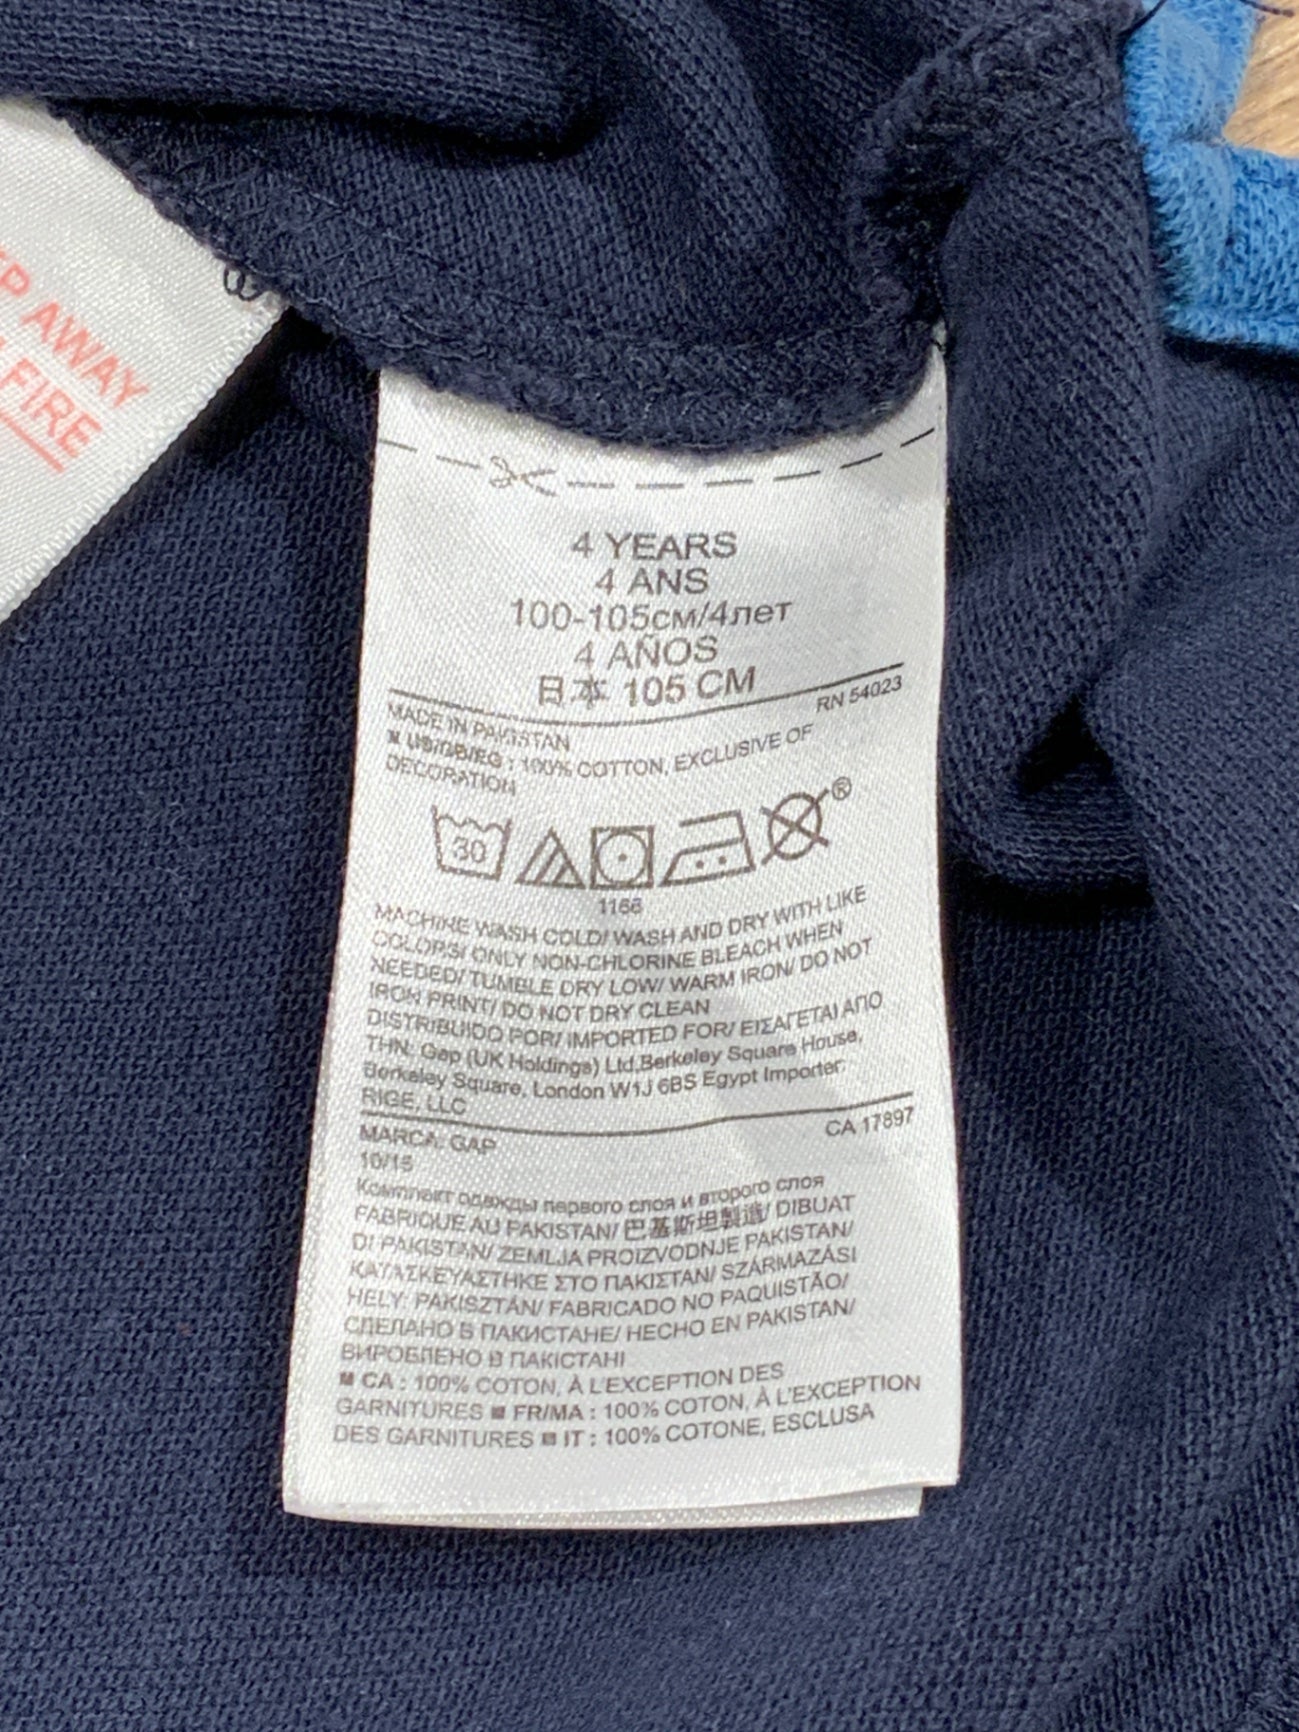 AWAY
FIRE
4 YEARS
4 ANS
100-105см/4лет
4 AÑOS
日本 105 CM
RN 54023
MADE IN PAKISTAN
■ US/GB/EG : 100% COTTON, EXCLUSIVE OF
DECORATION
30
®
1166
MACHINE WASH COLD/ WASH AND DRY WITH LIKE
COLORS/ ONLY NON-CHLORINE BLEACH WHEN
NEEDED/ TUMBLE DRY LOW/ WARM IRON/ DO NOT
IRON PRINT/ DO NOT DRY CLEAN
DISTRIBUIDO POR/ IMPORTED FOR/ ΕΙΣΑΓΕΤΑΙ ΑΠΟ
ΤΗΝ: Gap (UK Holdings) Ltd.Berkeley Square House,
Berkeley Square, London W1J 6BS Egypt Importer:
RIGE, LLC
CA 17897
MARCA: GAP
10/15
Комплект одежды первого слоя и второго слоя
FABRIQUE AU PAKISTAN/ 巴基斯坦製造/ DIBUAT
DI PAKISTAN/ ZEMLJA PROIZVODNJE PAKISTAN/
ΚΑΤΑΣΚΕΥΑΣΤΗΚΕ ΣΤΟ ΠΑΚΙΣΤΑΝ/ SZÁRMAZÁSI
HELY: PAKISZTÁN/ FABRICADO NO PAQUISTÃO/
СДЕЛАНО В ПАКИСТАНЕ/ HECHO EN PAKISTAN/
ВИРОБЛЕНО В ПАКІСТАНІ
■ CA : 100% COTON, À L'EXCEPTION DES
GARNITURES ■ FR/MA : 100% COTON, À L'EXCEPTION
DES GARNITURES ■ IT : 100% COTONE, ESCLUSA